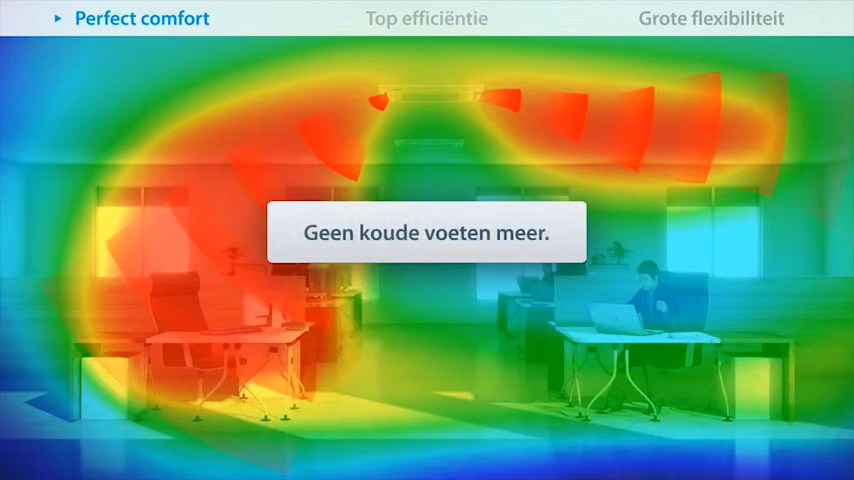 Perfect comfort
Top efficiëntie
Grote flexibiliteit
Geen koude voeten meer.